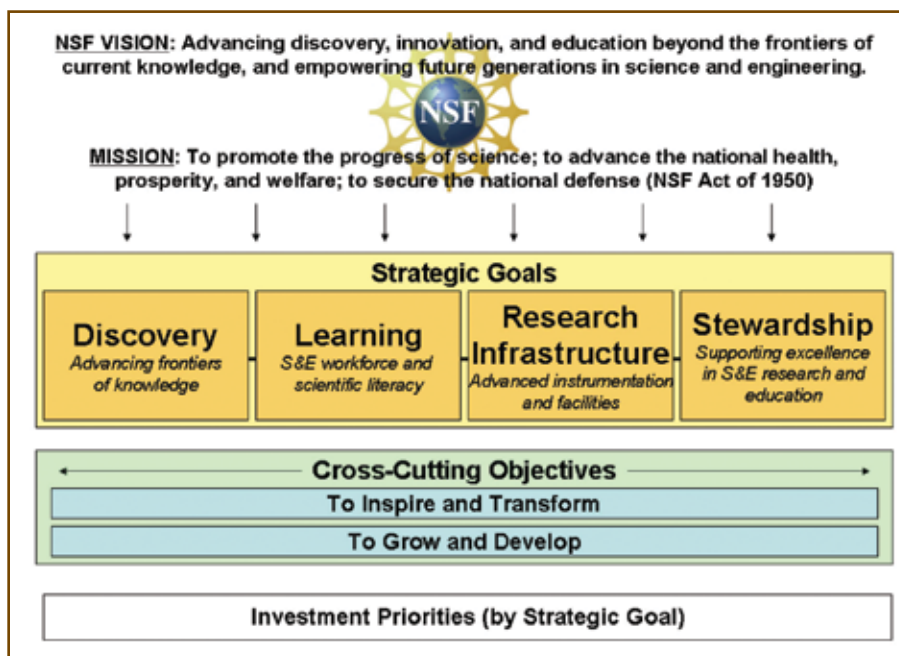 NSF VISION: Advancing discovery, innovation, and education beyond the frontiers of
current knowledge, and empowering future generations in science and engineering.
NSF
MISSION: To promote the progress of science; to advance the national health,
prosperity, and welfare; to secure the national defense (NSF Act of 1950)
Strategic Goals
Discovery
Advancing frontiers
of knowledge
Learning
S&E workforce and
scientific literacy
Research
Infrastructure
Advanced instrumentation
and facilities
Stewardship
Supporting excellence
in S&E research and
education
Cross-Cutting Objectives
To Inspire and Transform
To Grow and Develop
Investment Priorities (by Strategic Goal)